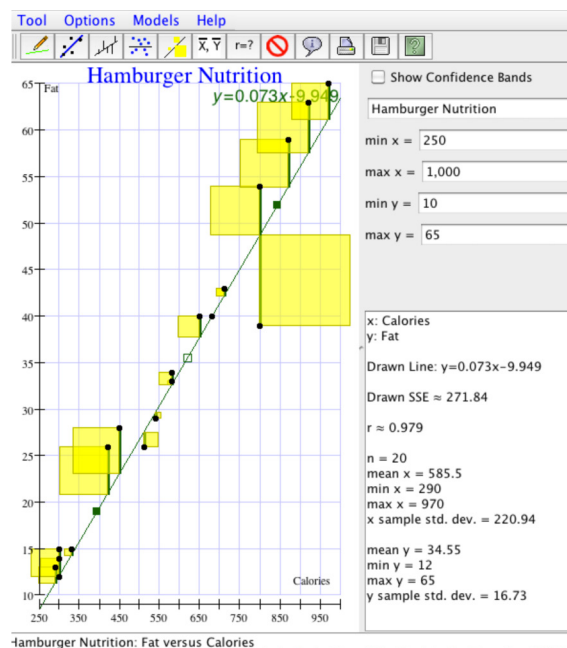 Tool Options Models Help
X, Y r=?
Hamburger Nutrition
Fat
y=0.073x-9.949
65
60
55
50
45
40
35
30
25
20
15
10
Calories
250 350 450 550 650 750 850 950
Hamburger Nutrition: Fat versus Calories
Show Confidence Bands
Hamburger Nutrition
min x = 250
max x = 1,000
min y = 10
max y = 65
x: Calories
y: Fat
Drawn Line: y=0.073x-9.949
Drawn SSE ≈ 271.84
r ≈ 0.979
n = 20
mean x = 585.5
min x = 290
max x = 970
x sample std. dev. = 220.94
mean y = 34.55
min y = 12
max y = 65
y sample std. dev. = 16.73